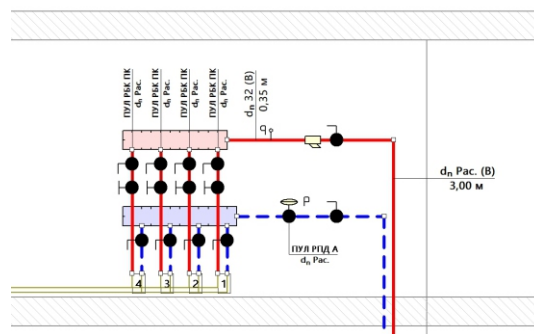 ПУЛ РБК ПК
dn Рас.
ПУЛ РБК ПК
dn Рас.
ПУЛ РБК ПК
dn Рас.
ПУЛ РБК ПК
dn Рас.
dn 32 (В)
0,35 м
q
dn Рас. (В)
3,00 м
p
ПУЛ РПД А
dn Рас.
4 3 2 1